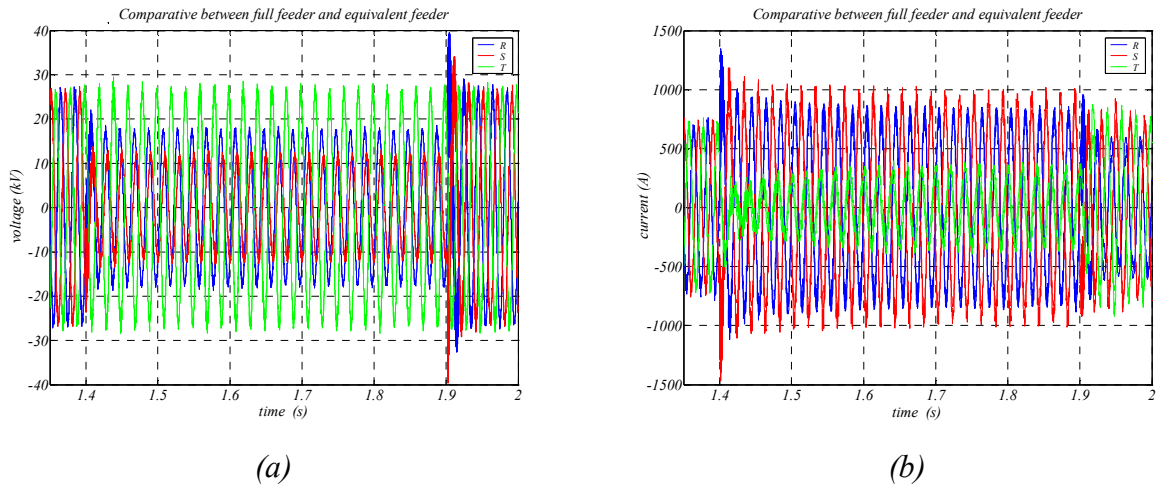 Comparative between full feeder and equivalent feeder
40
30
20
10
0
-10
-20
-30
-40
voltage (kV)
R
S
T
1.4 1.5 1.6 1.7 1.8 1.9 2
time (s)
(a)
Comparative between full feeder and equivalent feeder
1500
1000
500
0
-500
-1000
-1500
current (A)
R
S
T
1.4 1.5 1.6 1.7 1.8 1.9 2
time (s)
(b)